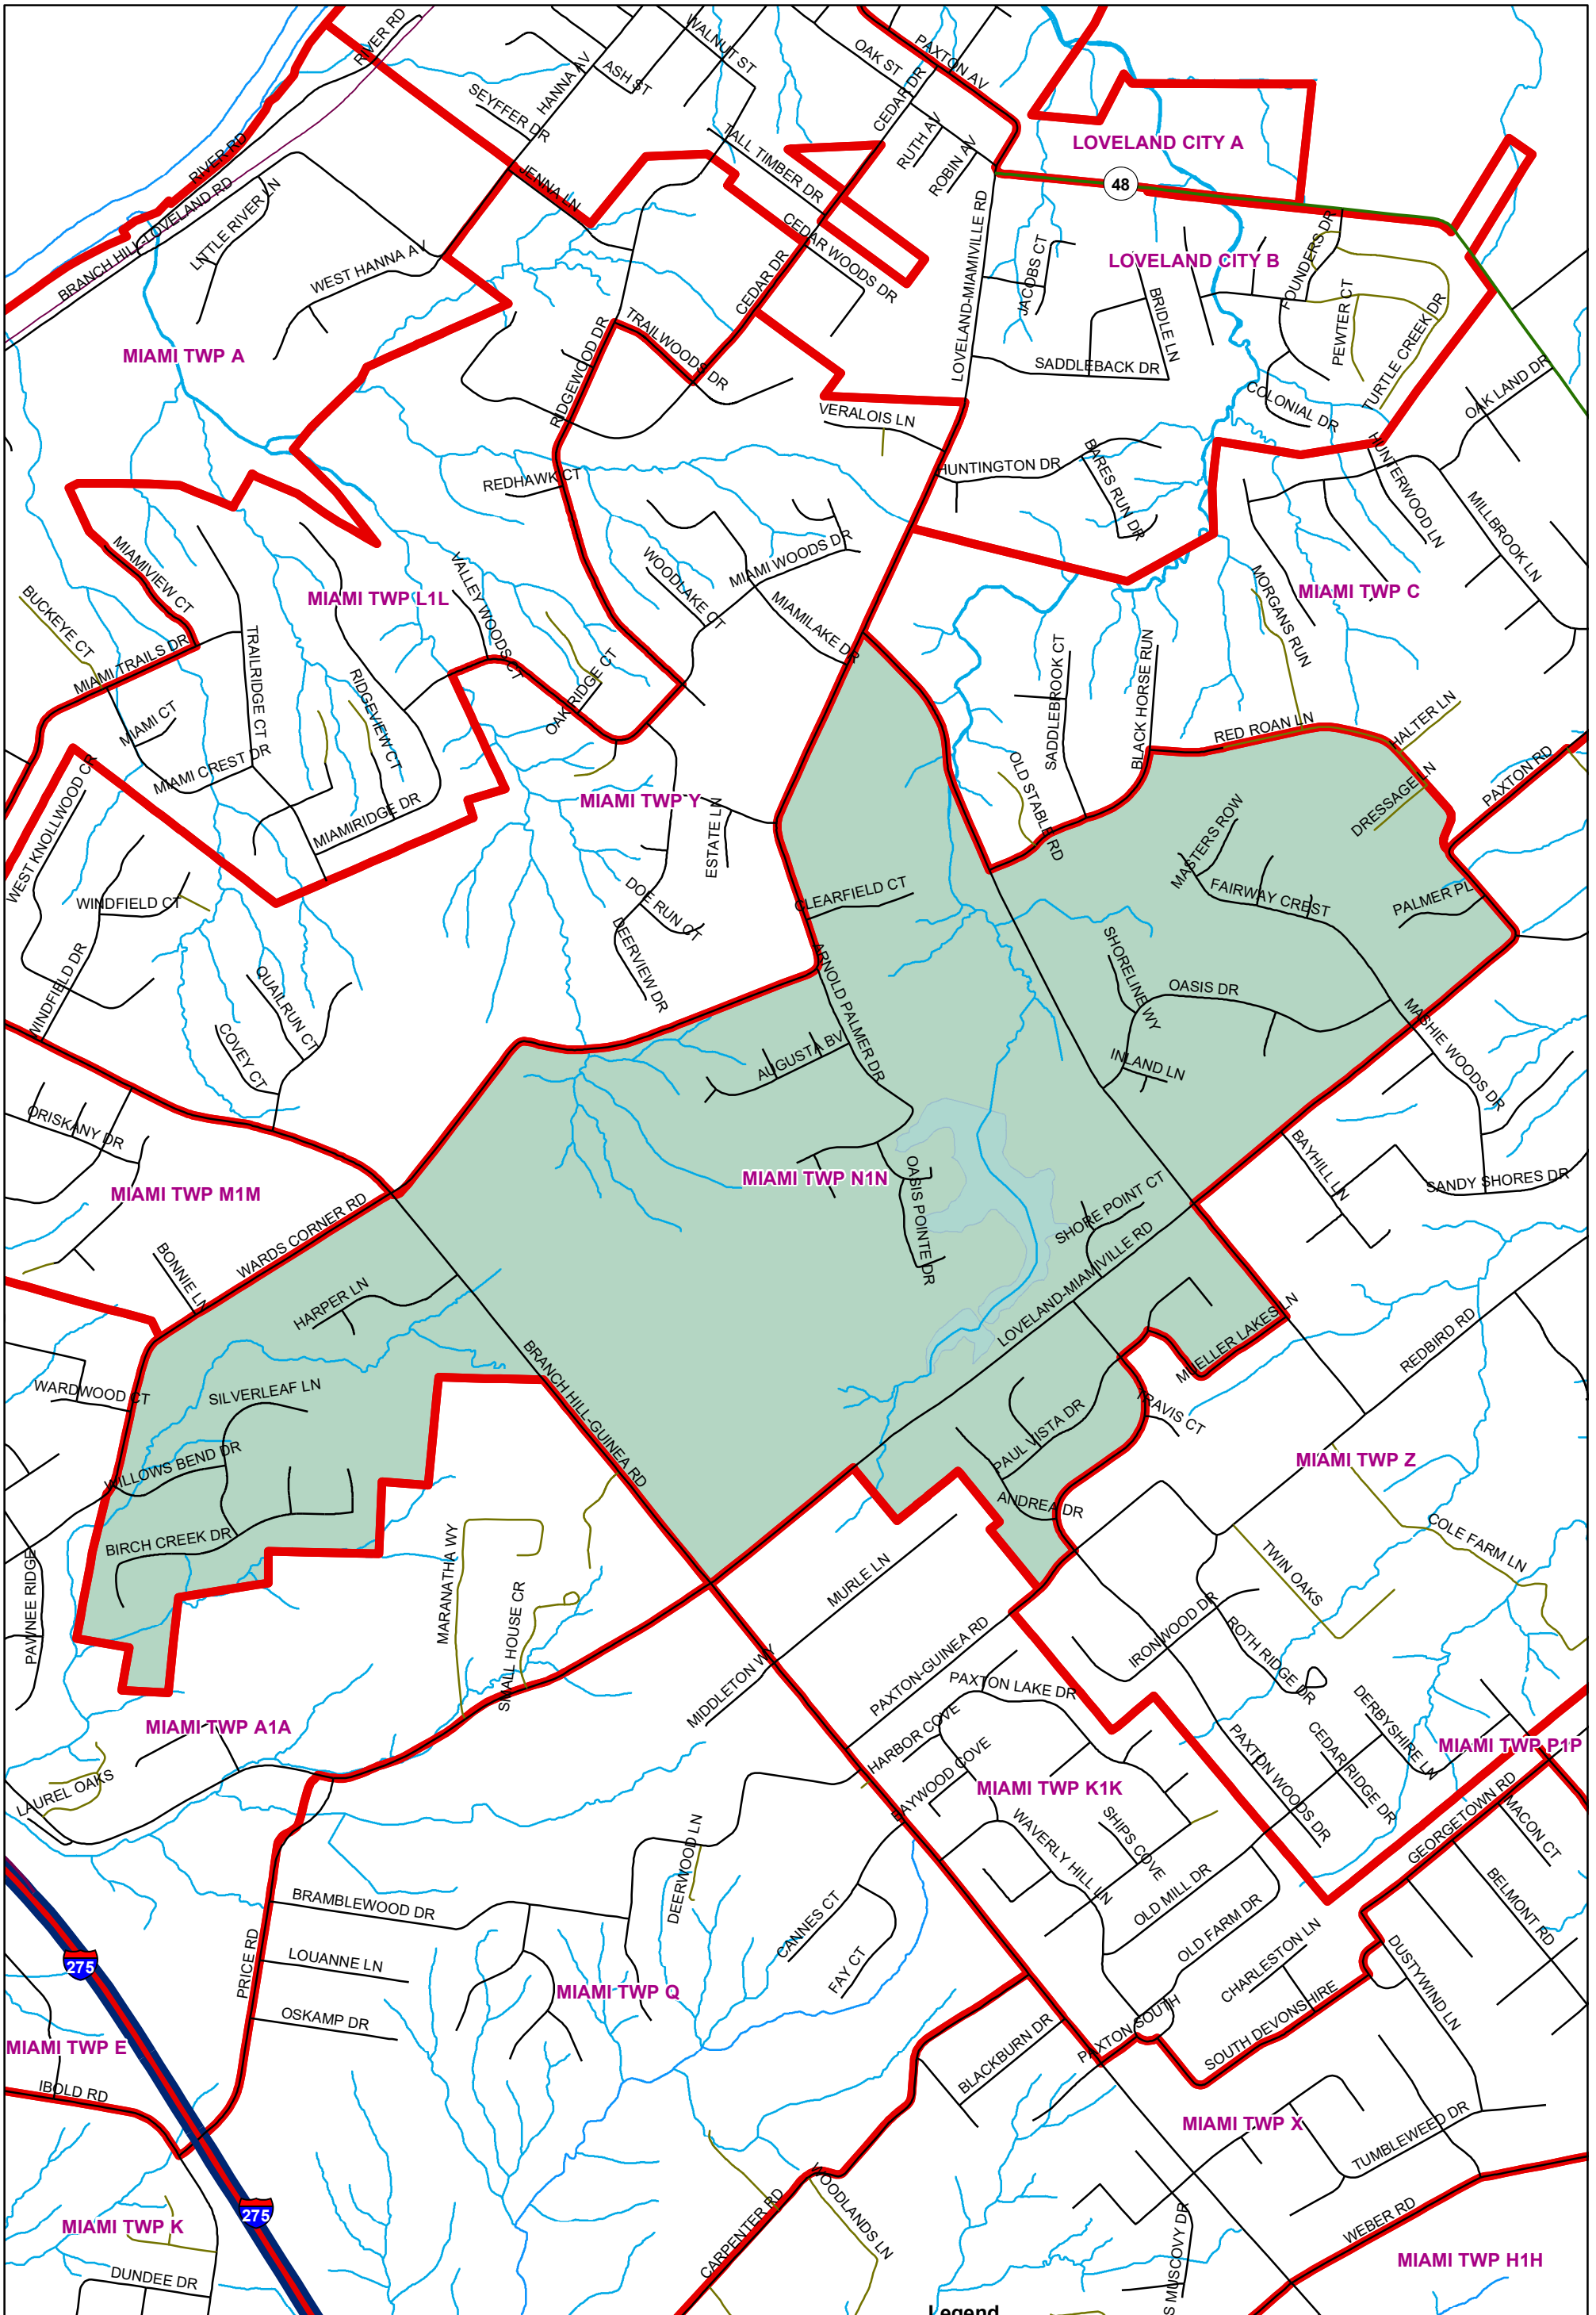 RIVER RD
WALNUT ST
OAK ST
PAXTON AV
ASH ST
HANNA AV
SEYFFER DR
CEDAR DR
RUTH AV
ROBIN AV
TALL TIMBER DR
LOVELAND CITY A
RIVER RD
JENNA LN
48
BRANCH HILL-LOVELAND RD
LITTLE RIVER LN
WEST HANNA AV
CEDAR WOODS DR
CEDAR DR
LOVELAND-MIAMIVILLE RD
JACOBS CT
LOVELAND CITY B
BRIDLE LN
FOUNDERS DR
PEWTER CT
TURTLE CREEK DR
MIAMI TWP A
RIDGEWOOD DR
TRAILWOODS DR
SADDLEBACK DR
COLONIAL DR
OAK LAND DR
VERALOIS LN
HUNTINGTON DR
BARES RUN DR
HUNTERWOOD LN
MILLBROOK LN
REDHAWK CT
MIAMIVIEW CT
BUCKEYE CT
MIAMI TWP L1L
VALLEY WOODS CT
WOODLAKE CT
MIAMI WOODS DR
MIAMILAKE DR
MORGANS RUN
MIAMI TWP C
MIAMI TRAILS DR
TRAILRIDGE CT
RIDGEVIEW CT
OAK RIDGE CT
SADDLEBROOK CT
BLACK HORSE RUN
RED ROAN LN
HALTER LN
MIAMI CT
MIAMI CREST DR
MIAMIRIDGE DR
MIAMI TWP Y
ESTATE LN
OLD STABLE RD
DRESSAGE LN
PAXTON RD
WEST KNOLLWOOD CR
WINDFIELD CT
WINDFIELD DR
DOE RUN CT
DEERVIEW DR
CLEARFIELD CT
MASTERS ROW
FAIRWAY CREST
PALMER PL
QUAILRUN CT
COVEY CT
ARNOLD PALMER DR
AUGUSTA BV
SHORELINE WY
OASIS DR
INLAND LN
MASHIE WOODS DR
ORISKANY DR
BAYHILL LN
SANDY SHORES DR
MIAMI TWP M1M
MIAMI TWP N1N
OASIS POINTE DR
SHORE POINT CT
WARDS CORNER RD
BONNIE LN
HARPER LN
LOVELAND-MIAMIVILLE RD
MUELLER LAKES LN
REDBIRD RD
WARDWOOD CT
SILVERLEAF LN
BRANCH HILL-GUINEA RD
TRAVIS CT
PAUL VISTA DR
WILLOWS BEND DR
MIAMI TWP Z
ANDREA DR
BIRCH CREEK DR
COLE FARM LN
PAWNEE RIDGE
MARANATHA WY
SMALL HOUSE CR
MURLE LN
TWIN OAKS
IRONWOOD DR
ROTH RIDGE DR
MIDDLETON WY
PAXTON-GUINEA RD
PAXTON LAKE DR
MIAMI TWP A1A
HARBOR COVE
BAYWOOD COVE
PAXTON WOODS DR
CEDAR RIDGE DR
DERBYSHIRE LN
MIAMI TWP P1P
LAUREL OAKS
MIAMI TWP K1K
WAVERLY HILL LN
SHIPS COVE
GEORGETOWN RD
MACON CT
DEERWOOD LN
BRAMBLEWOOD DR
CANNES CT
FAY CT
OLD MILL DR
OLD FARM DR
CHARLESTON LN
BELMONT RD
275
PRICE RD
LOUANNE LN
OSKAMP DR
MIAMI TWP Q
DUSTYWIND LN
SOUTH DEVONSHIRE
PAXTON SOUTH
MIAMI TWP E
IBOLD RD
BLACKBURN DR
MIAMI TWP X
TUMBLEWEED DR
275
MIAMI TWP K
WOODLANDS LN
CARPENTER RD
WEBER RD
MIAMI TWP H1H
DUNDEE DR
S MUSCOVY DR
Legend